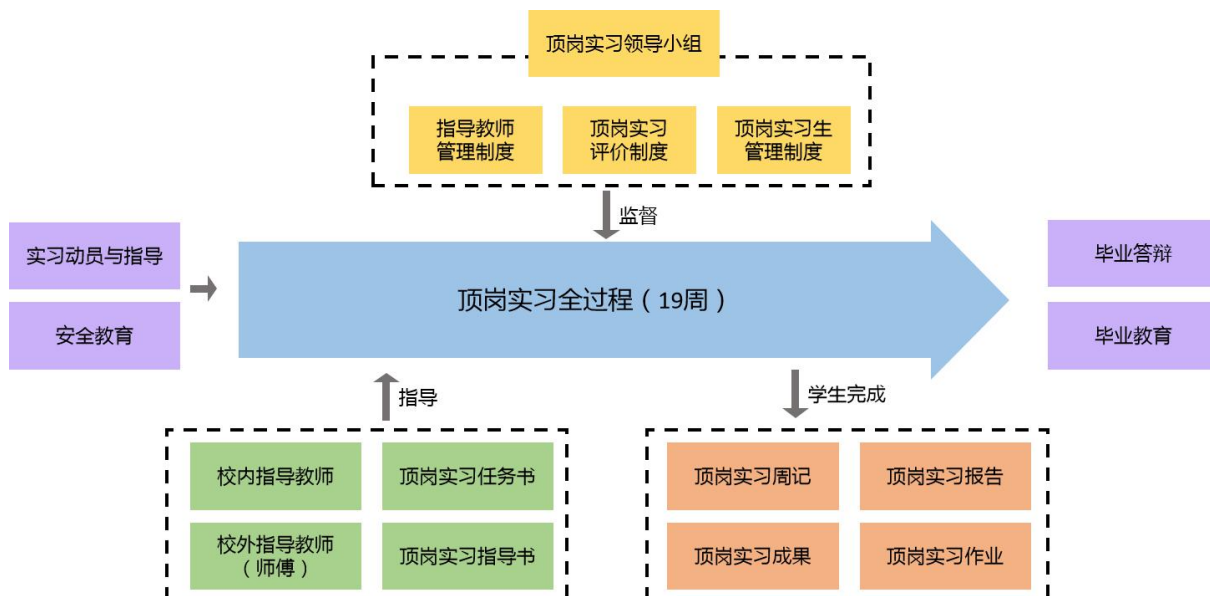 顶岗实习领导小组
指导教师
管理制度
顶岗实习
评价制度
顶岗实习生
管理制度
监督
实习动员与指导
安全教育
顶岗实习全过程（19周）
毕业答辩
毕业教育
指导
学生完成
校内指导教师
顶岗实习任务书
校外指导教师
（师傅）
顶岗实习指导书
顶岗实习周记
顶岗实习报告
顶岗实习成果
顶岗实习作业